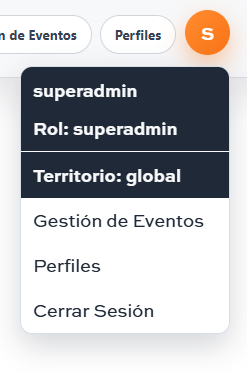 n de Eventos
Perfiles
S
superadmin
Rol: superadmin
Territorio: global
Gestión de Eventos
Perfiles
Cerrar Sesión